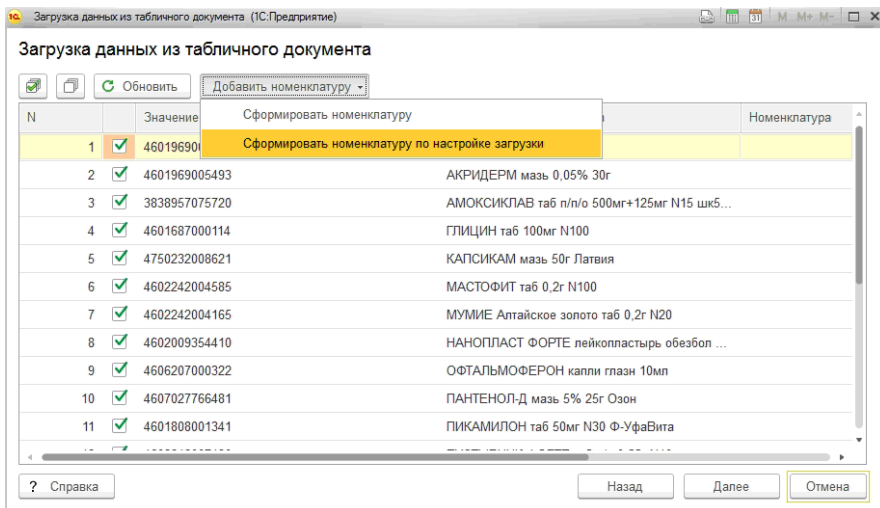 1С Загрузка данных из табличного документа (1С:Предприятие) 31 M M+ M-
Загрузка данных из табличного документа
Обновить Добавить номенклатуру
N Значение Номенклатура
Сформировать номенклатуру
Сформировать номенклатуру по настройке загрузки
1 46019690
2 4601969005493 АКРИДЕРМ мазь 0,05% 30г
3 3838957075720 АМОКСИКЛАВ таб п/п/о 500мг+125мг N15 шк5...
4 4601687000114 ГЛИЦИН таб 100мг N100
5 4750232008621 КАПСИКАМ мазь 50г Латвия
6 4602242004585 МАСТОФИТ таб 0,2г N100
7 4602242004165 МУМИЕ Алтайское золото таб 0,2г N20
8 4602009354410 НАНОПЛАСТ ФОРТЕ лейкопластырь обезбол ...
9 4606207000322 ОФТАЛЬМОФЕРОН капли глазн 10мл
10 4607027766481 ПАНТЕНОЛ-Д мазь 5% 25г Озон
11 4601808001341 ПИКАМИЛОН таб 50мг N30 Ф-УфаВита
? Справка Назад Далее Отмена